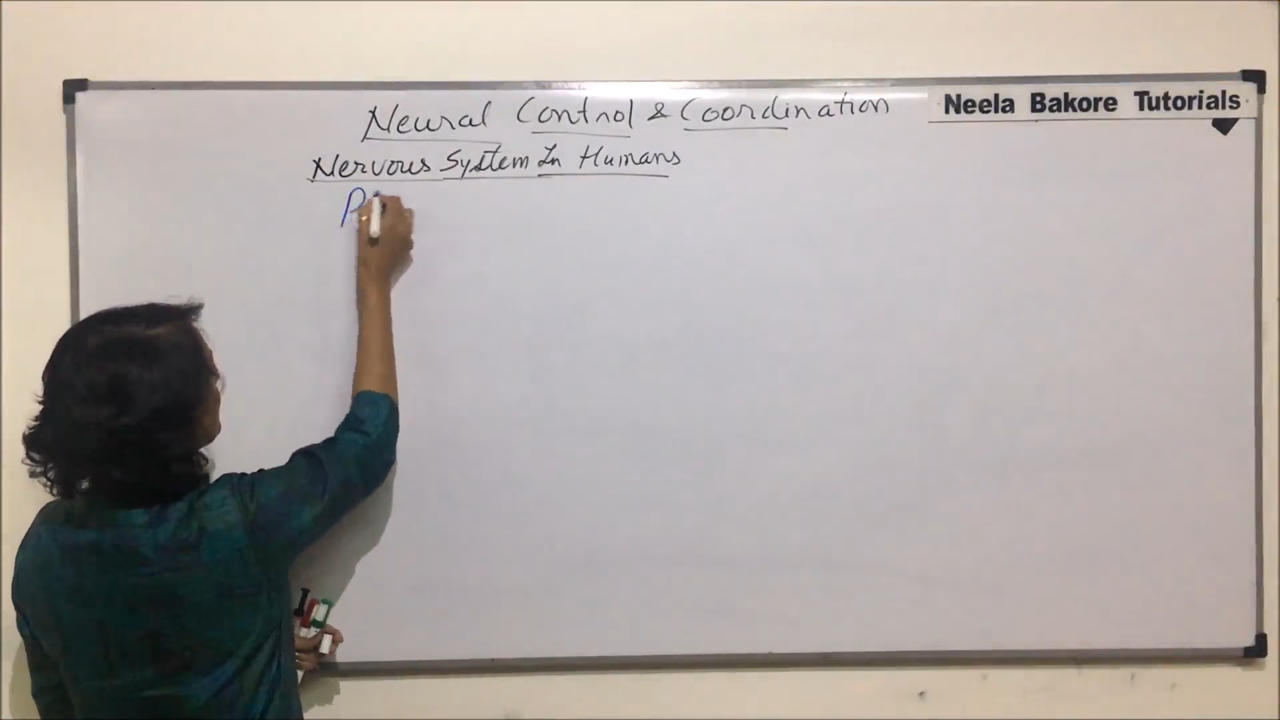 Neural Control & Coordination
Neela Bakore Tutorials
Nervous System In Humans